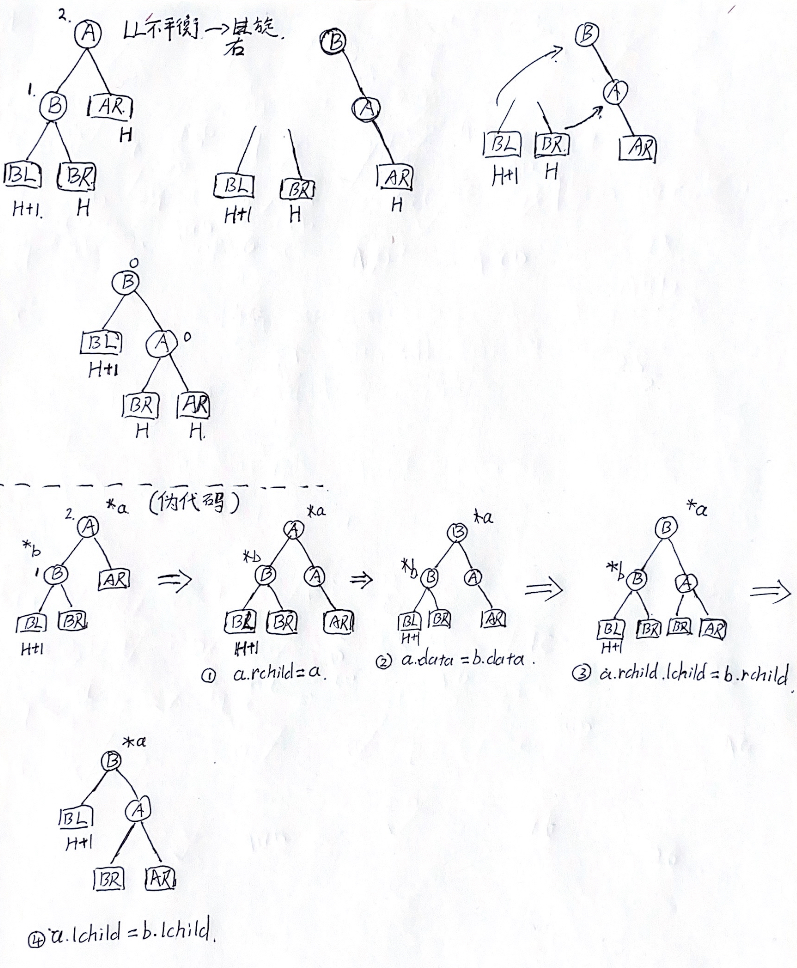 2. A LL不平衡→右旋.
B
B
1. B AR
H
A
A
BL BR
H+1. H
BL BR
H+1 H
AR
H
BL BR
H+1 H
AR
0
B
BL A 0
H+1
BR AR
H H.
(伪代码)
2. A *a
*b
1 B AR
BL BR
H+1
A *a
*b B A
BL BR AR
H+1
① a.rchild=a.
B *a
*b B A
BL BR AR
H+1
② a.data=b.data.
B *a
*b B A
BL BR BR AR
H+1
③ a.rchild.lchild=b.rchild.
B *a
BL A
H+1
BR AR
④ a.lchild=b.lchild.